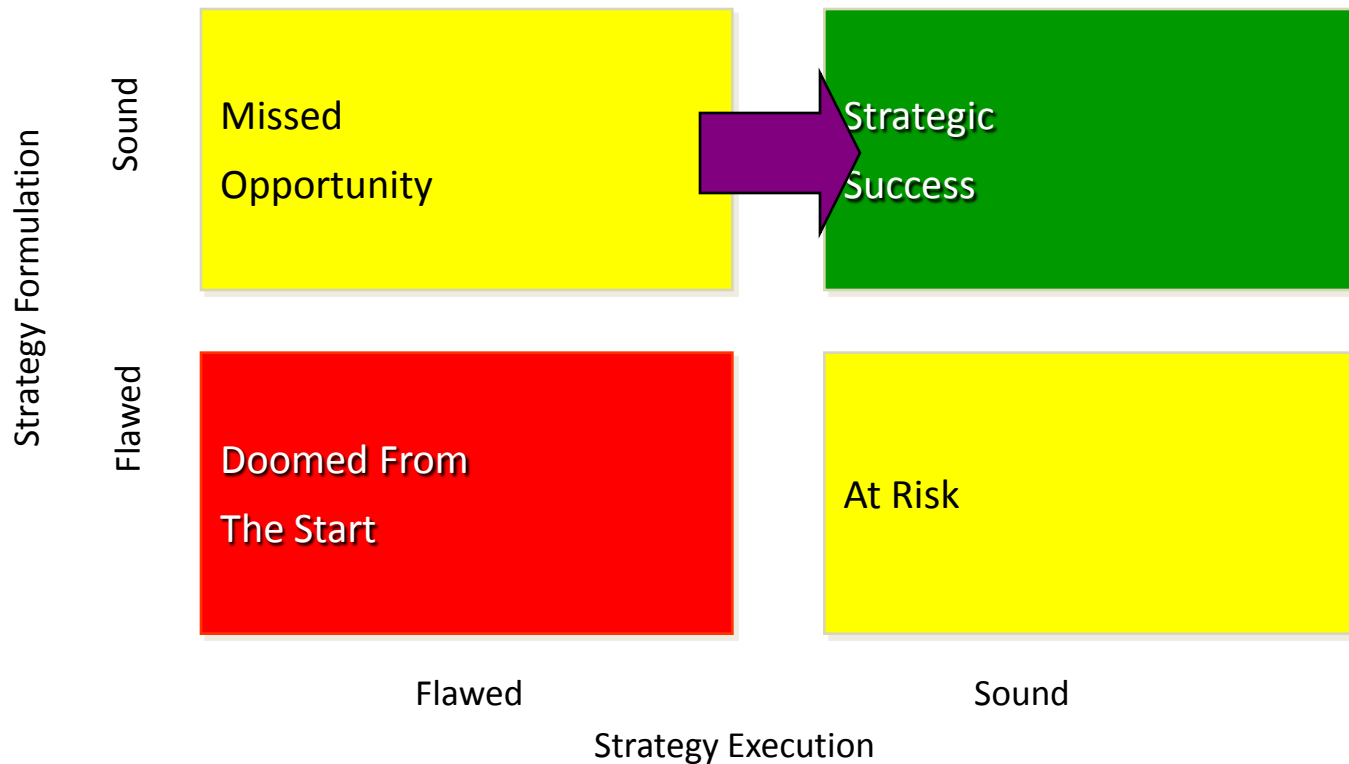 Strategy Formulation
Sound
Missed
Opportunity
Strategic
Success
Flawed
Doomed From
The Start
At Risk
Flawed
Sound
Strategy Execution